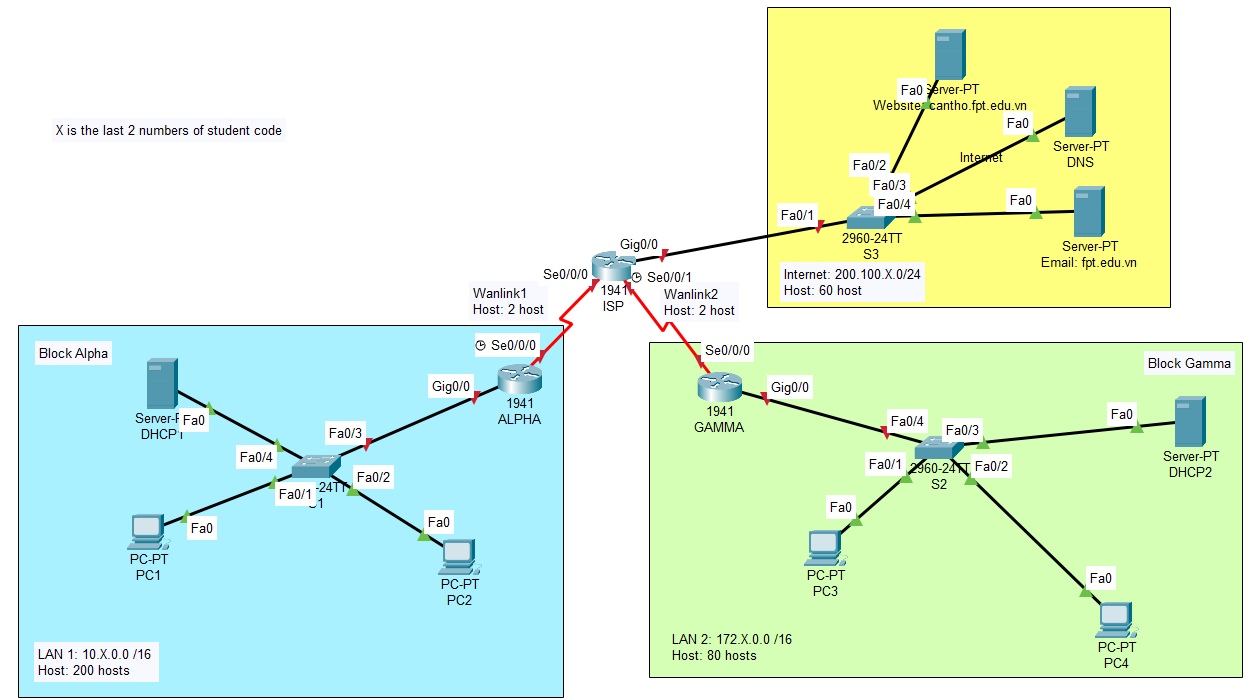 X is the last 2 numbers of student code
Fa0
Server-PT
Website: cantho.fpt.edu.vn
Fa0
Server-PT
DNS
Internet
Fa0/2
Fa0/3
Fa0/4
Fa0
Server-PT
Email: fpt.edu.vn
Fa0/1
2960-24TT
S3
Internet: 200.100.X.0/24
Host: 60 host
Gig0/0
Se0/0/0
Se0/0/1
1941
ISP
Wanlink1
Host: 2 host
Wanlink2
Host: 2 host
Block Alpha
Se0/0/0
Gig0/0
1941
ALPHA
Fa0
DHCP1
Fa0/3
Fa0/4
Fa0/2
Fa0/1
-24TT
Fa0
PC-PT
PC1
Fa0
PC-PT
PC2
LAN 1: 10.X.0.0 /16
Host: 200 hosts
Block Gamma
Se0/0/0
Gig0/0
1941
GAMMA
Fa0/4
Fa0/3
Fa0
Server-PT
DHCP2
Fa0/1
2960-24TT
S2
Fa0/2
Fa0
PC-PT
PC3
Fa0
PC-PT
PC4
LAN 2: 172.X.0.0 /16
Host: 80 hosts